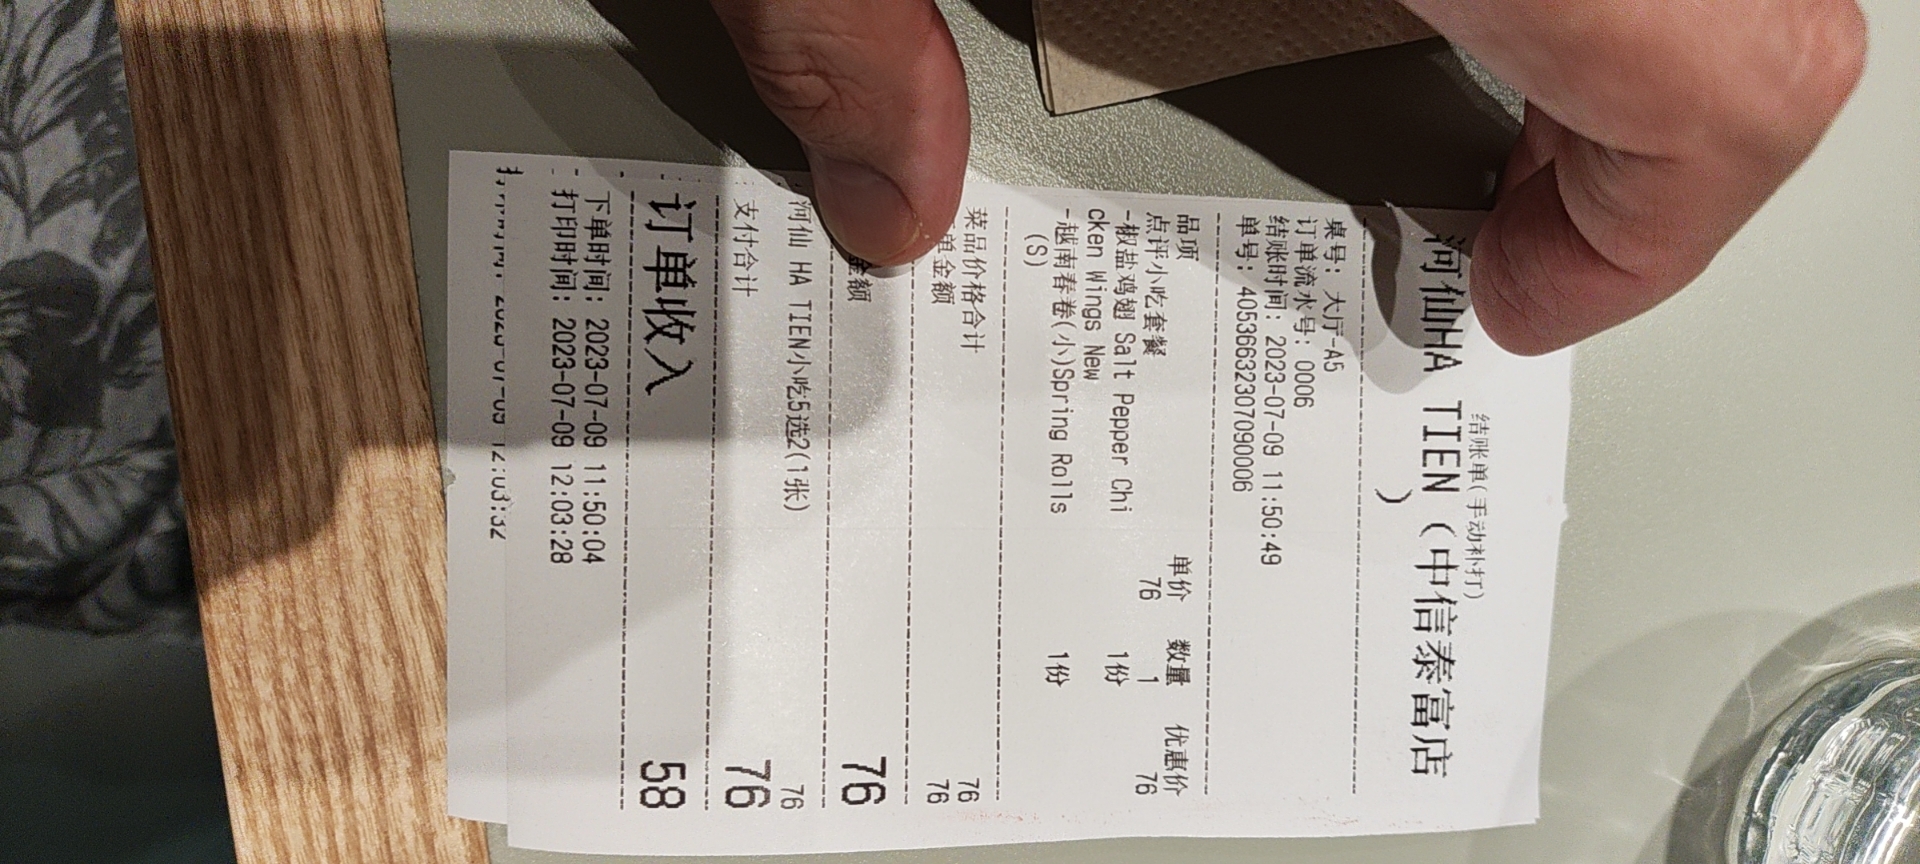 结账单(手动补打)
河仙HA TIEN(中信泰富店
)
桌号: 大厅-A5
订单流水号: 0006
结账时间: 2023-07-09 11:50:49
单号: 40536632307090006
品项 单价 数量 优惠价
点评小吃套餐 76 1 76
-椒盐鸡翅 Salt Pepper Chi 1份
cken Wings New
-越南春卷(小)Spring Rolls 1份
(S)
菜品价格合计 76
单金额 76
金额 76
河仙 HA TIEN小吃5选2(1张) 76
支付合计 76
订单收入 58
下单时间: 2023-07-09 11:50:04
打印时间: 2023-07-09 12:03:28
12:03:32